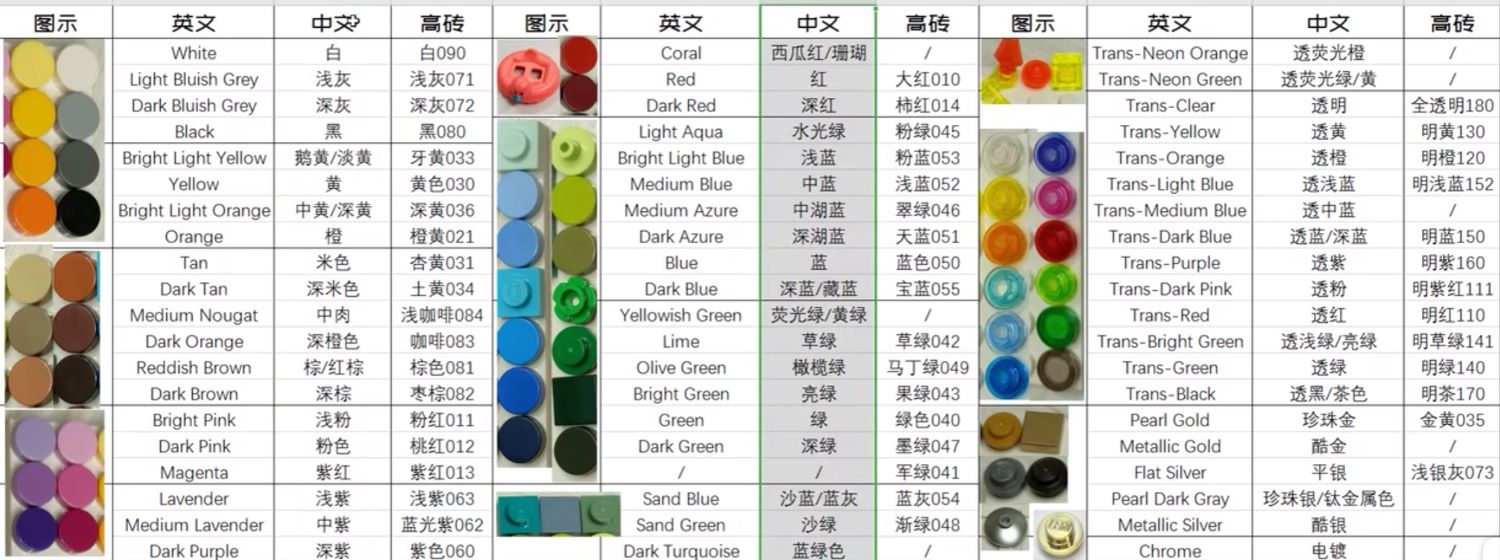 图示 英文 中文 高砖 图示 英文 中文 高砖 图示 英文 中文 高砖
White 白 白090 Coral 西瓜红/珊瑚 / Trans-Neon Orange 透荧光橙 /
Light Bluish Grey 浅灰 浅灰071 Red 红 大红010 Trans-Neon Green 透荧光绿/黄 /
Dark Bluish Grey 深灰 深灰072 Dark Red 深红 柿红014 Trans-Clear 透明 全透明180
Black 黑 黑080 Light Aqua 水光绿 粉绿045 Trans-Yellow 透黄 明黄130
Bright Light Yellow 鹅黄/淡黄 牙黄033 Bright Light Blue 浅蓝 粉蓝053 Trans-Orange 透橙 明橙120
Yellow 黄 黄色030 Medium Blue 中蓝 浅蓝052 Trans-Light Blue 透浅蓝 明浅蓝152
Bright Light Orange 中黄/深黄 深黄036 Medium Azure 中湖蓝 翠绿046 Trans-Medium Blue 透中蓝 /
Orange 橙 橙黄021 Dark Azure 深湖蓝 天蓝051 Trans-Dark Blue 透蓝/深蓝 明蓝150
Tan 米色 杏黄031 Blue 蓝 蓝色050 Trans-Purple 透紫 明紫160
Dark Tan 深米色 土黄034 Dark Blue 深蓝/藏蓝 宝蓝055 Trans-Dark Pink 透粉 明紫红111
Medium Nougat 中肉 浅咖啡084 Yellowish Green 荧光绿/黄绿 / Trans-Red 透红 明红110
Dark Orange 深橙色 咖啡083 Lime 草绿 草绿042 Trans-Bright Green 透浅绿/亮绿 明草绿141
Reddish Brown 棕/红棕 棕色081 Olive Green 橄榄绿 马丁绿049 Trans-Green 透绿 明绿140
Dark Brown 深棕 枣棕082 Bright Green 亮绿 果绿043 Trans-Black 透黑/茶色 明茶170
Bright Pink 浅粉 粉红011 Green 绿 绿色040 Pearl Gold 珍珠金 金黄035
Dark Pink 粉色 桃红012 Dark Green 深绿 墨绿047 Metallic Gold 酷金 /
Magenta 紫红 紫红013 / / 军绿041 Flat Silver 平银 浅银灰073
Lavender 浅紫 浅紫063 Sand Blue 沙蓝/蓝灰 蓝灰054 Pearl Dark Gray 珍珠银/钛金属色 /
Medium Lavender 中紫 蓝光紫062 Sand Green 沙绿 渐绿048 Metallic Silver 酷银 /
Dark Purple 深紫 紫色060 Dark Turquoise 蓝绿色 / Chrome 电镀 /